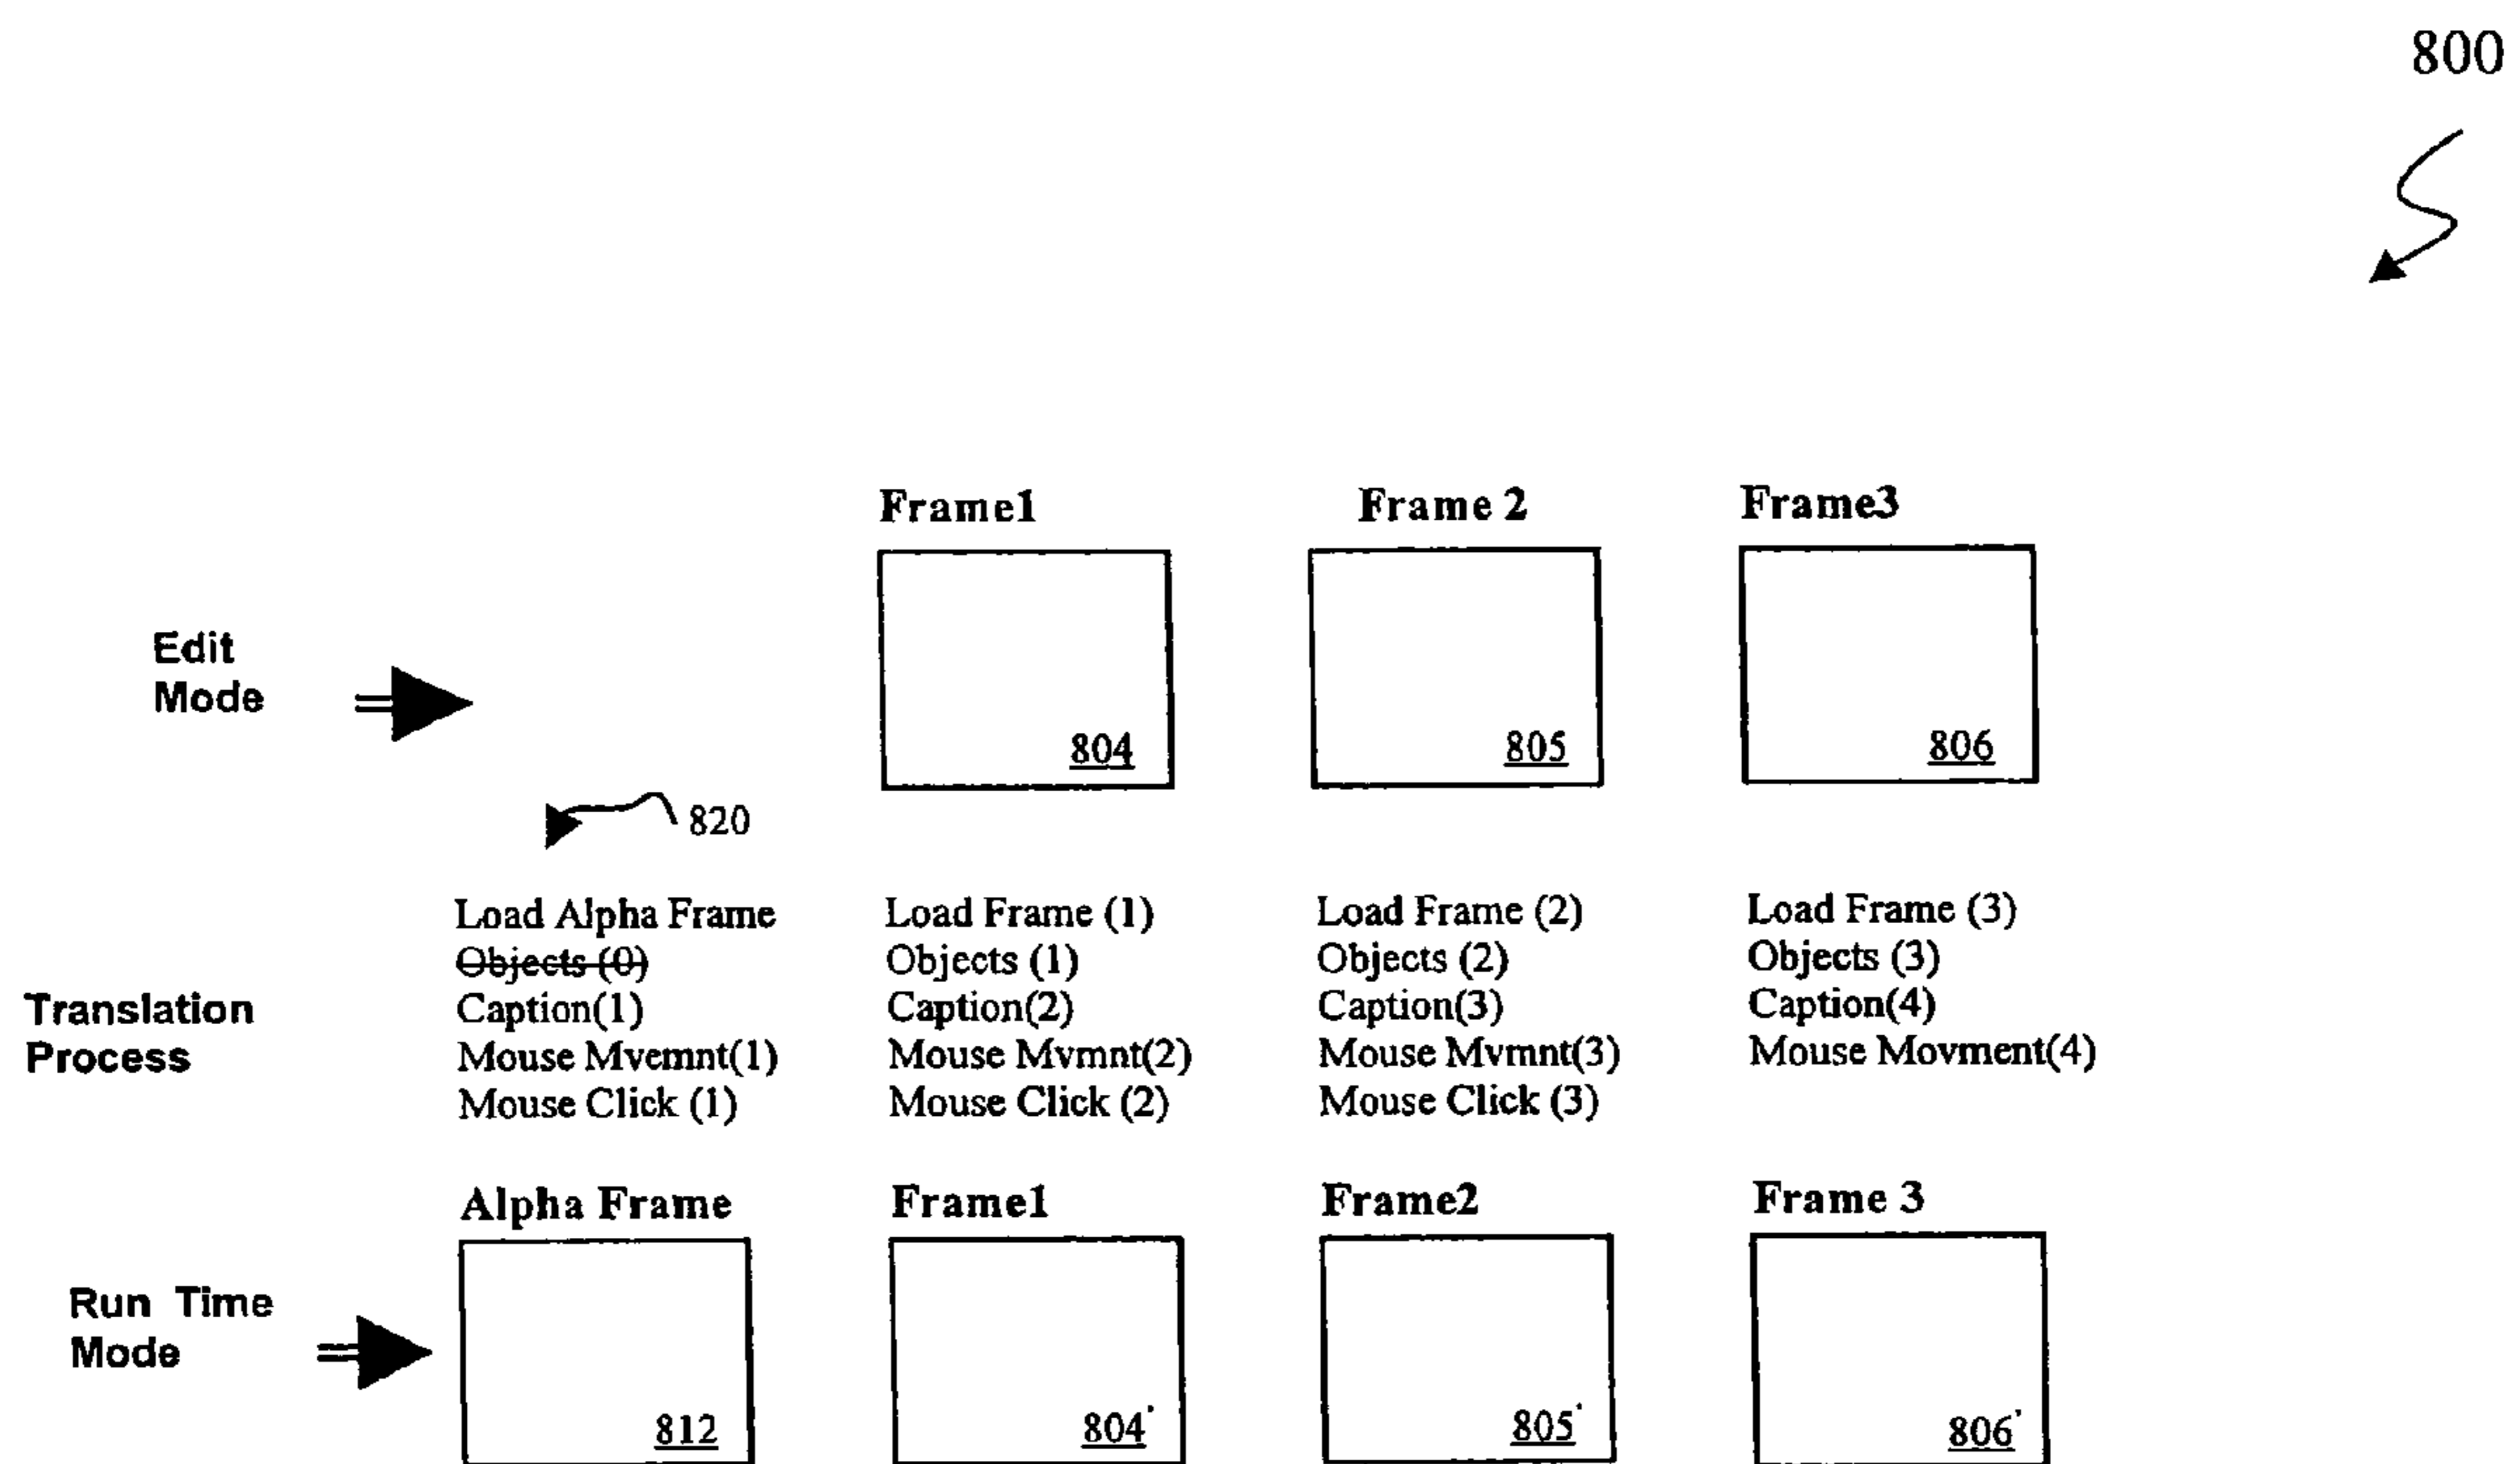 800
Frame1
Frame 2
Frame3
Edit
Mode
804
805
806
820
Load Alpha Frame
Objects (0)
Caption(1)
Mouse Mvemnt(1)
Mouse Click (1)
Load Frame (1)
Objects (1)
Caption(2)
Mouse Mvmnt(2)
Mouse Click (2)
Load Frame (2)
Objects (2)
Caption(3)
Mouse Mvmnt(3)
Mouse Click (3)
Load Frame (3)
Objects (3)
Caption(4)
Mouse Movment(4)
Translation
Process
Alpha Frame
Frame1
Frame2
Frame 3
Run Time
Mode
812
804'
805'
806'